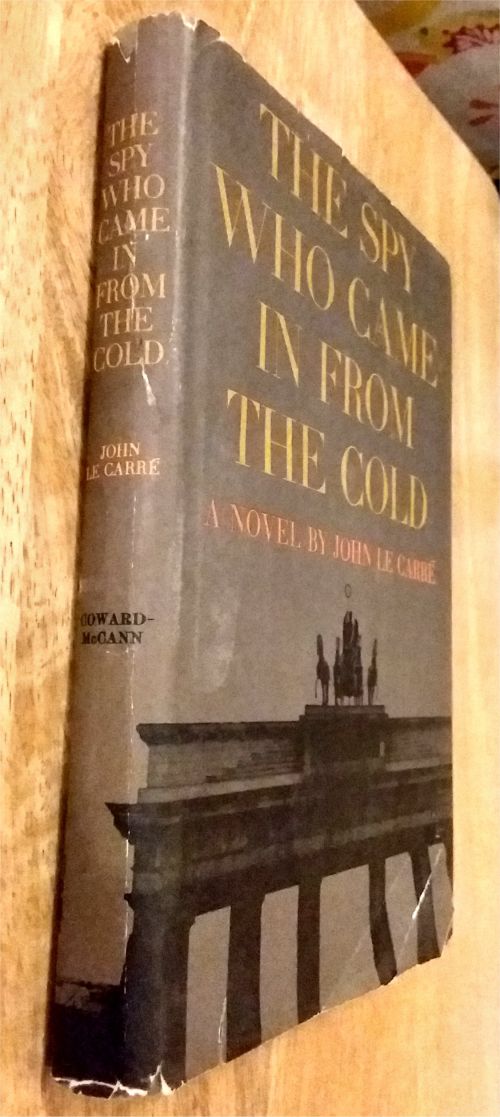 THE
SPY
WHO
CAME
IN
FROM
THE
COLD
JOHN
LE CARRÉ
COWARD-
McCANN
THE SPY
WHO CAME
IN FROM
THE COLD
A NOVEL BY JOHN LE CARRÉ